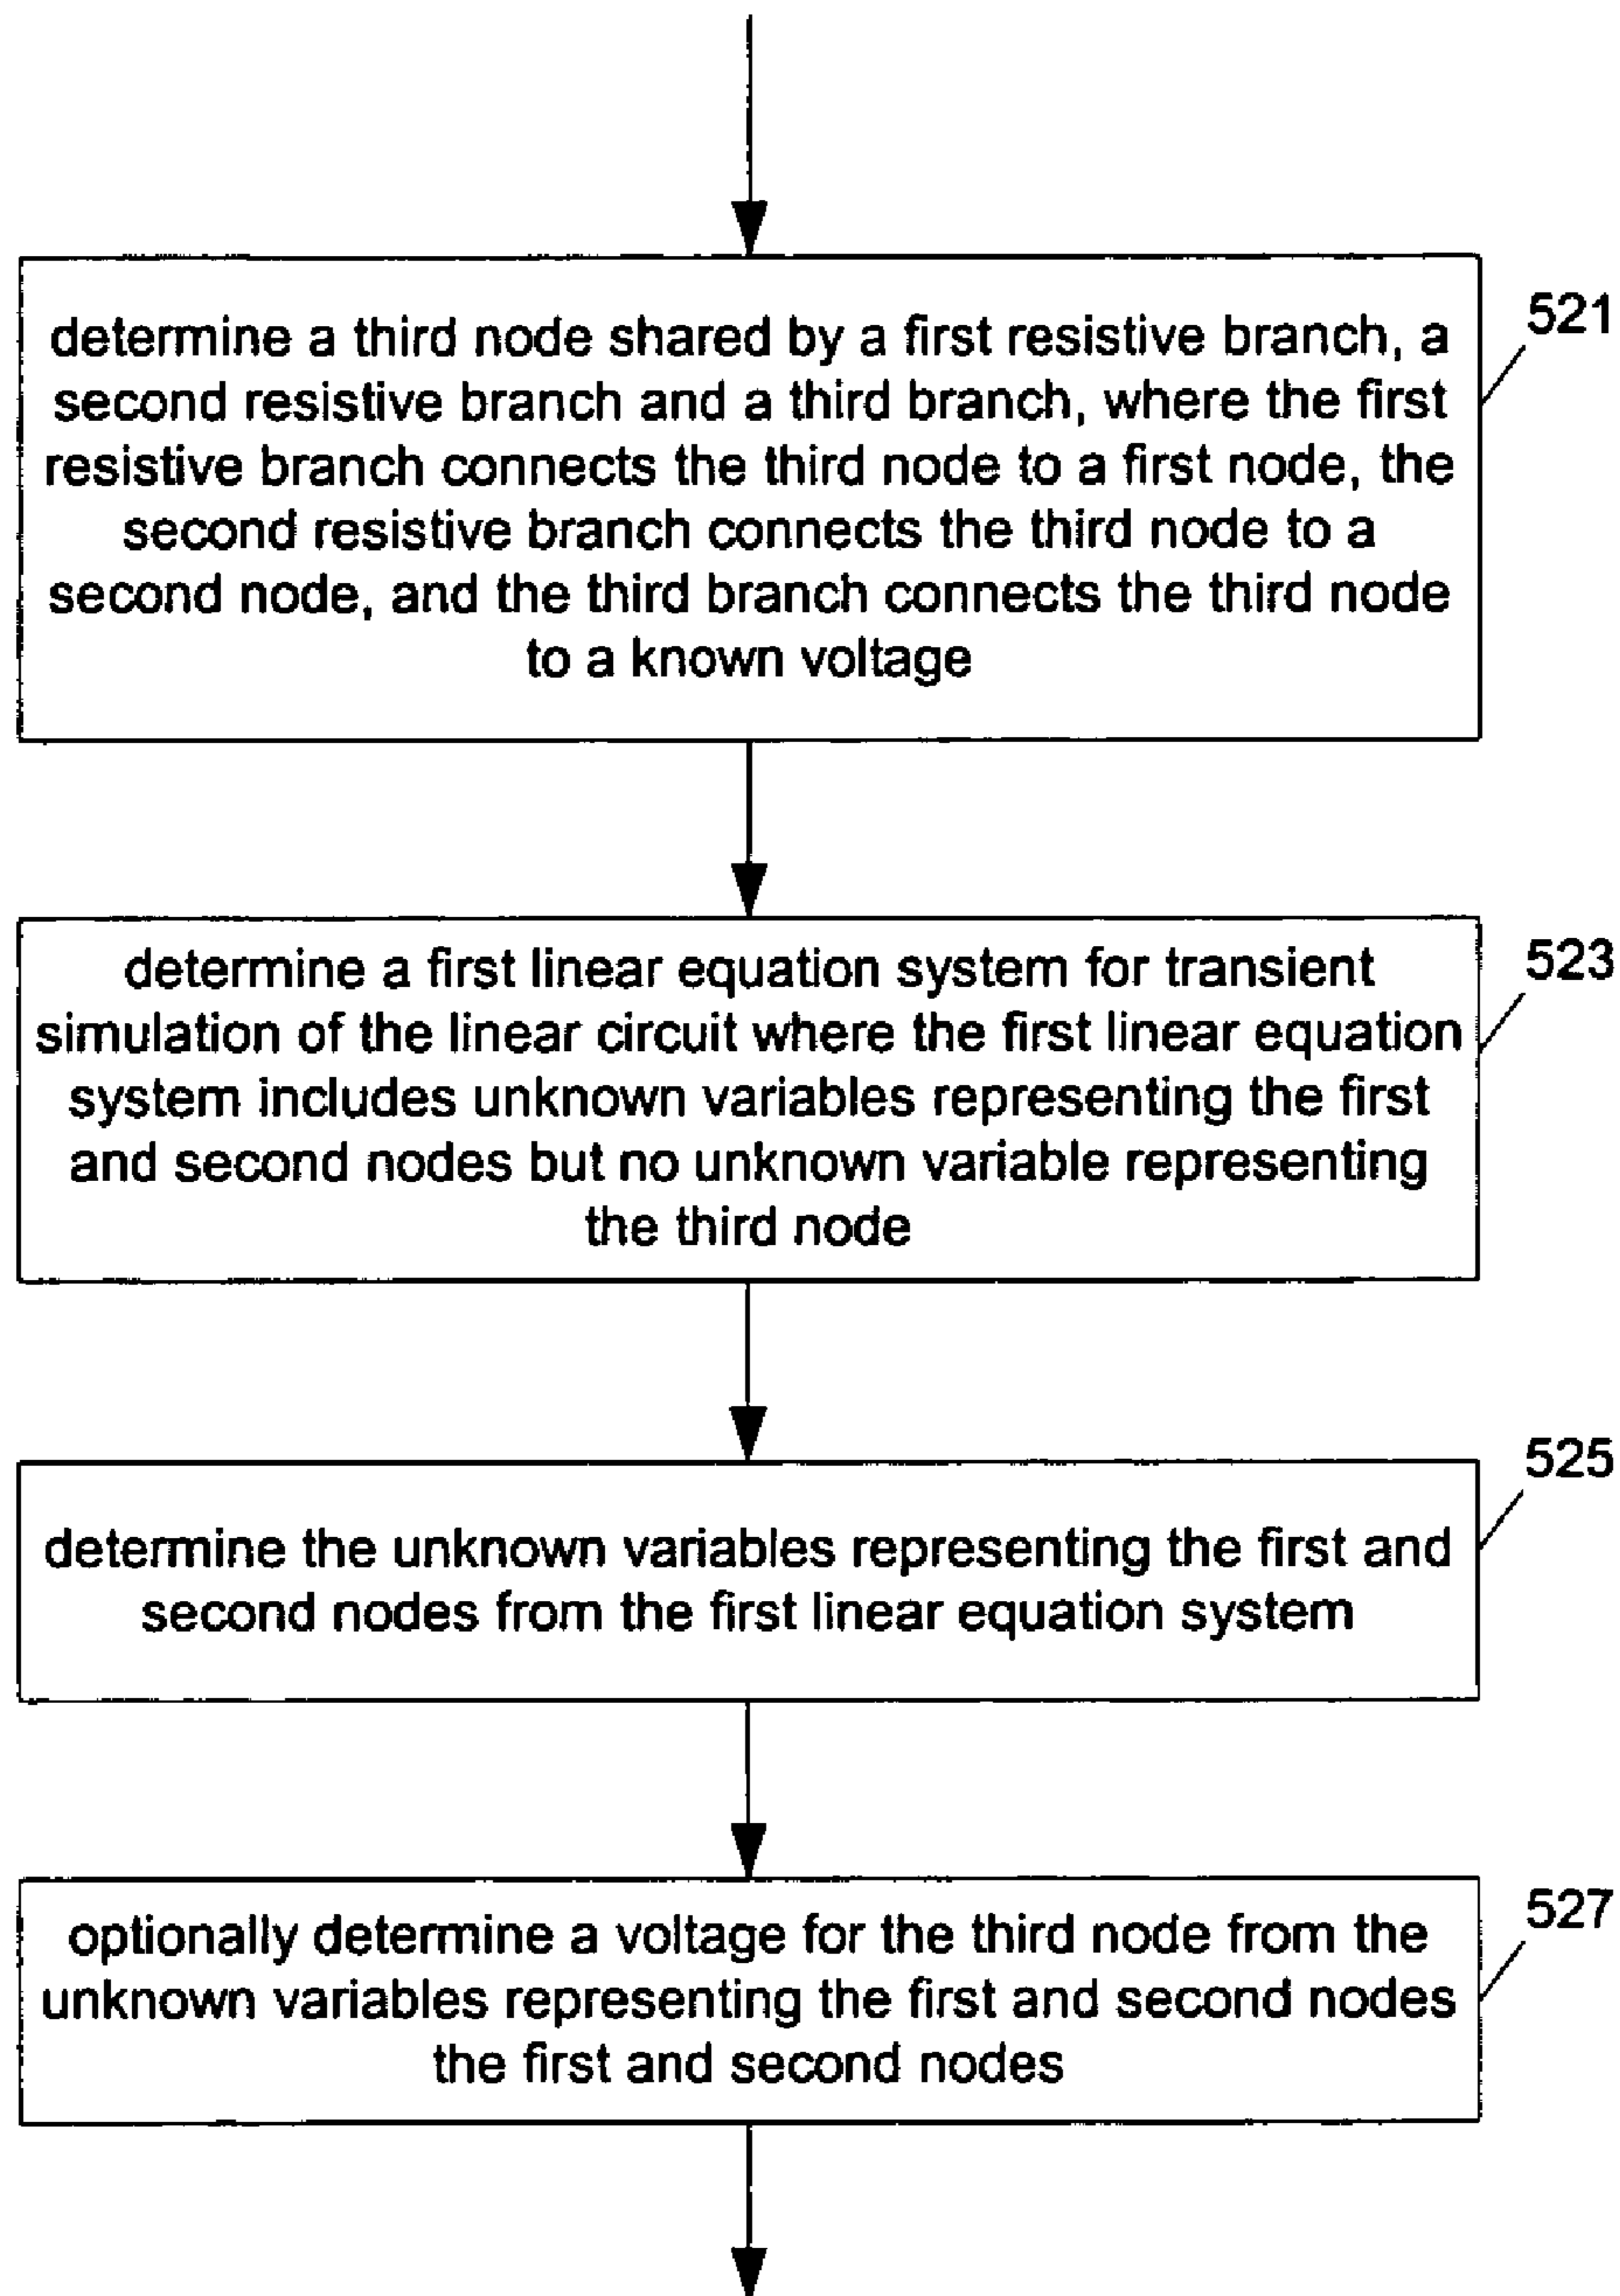 determine a third node shared by a first resistive branch, a
second resistive branch and a third branch, where the first
resistive branch connects the third node to a first node, the
second resistive branch connects the third node to a
second node, and the third branch connects the third node
to a known voltage
521
determine a first linear equation system for transient
simulation of the linear circuit where the first linear equation
system includes unknown variables representing the first
and second nodes but no unknown variable representing
the third node
523
determine the unknown variables representing the first and
second nodes from the first linear equation system
525
optionally determine a voltage for the third node from the
unknown variables representing the first and second nodes
the first and second nodes
527